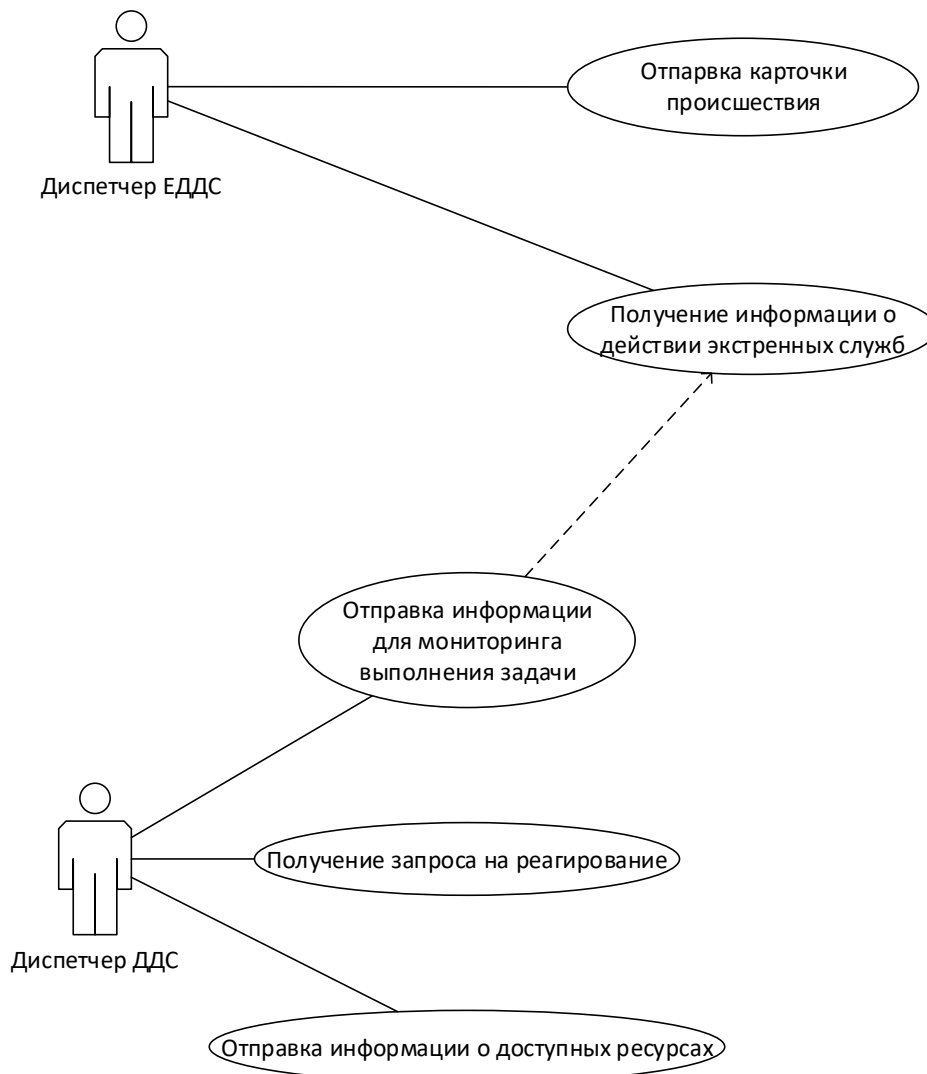 Отпарвка карточки
происшествия
Диспетчер ЕДДС
Получение информации о
действии экстренных служб
Отправка информации
для мониторинга
выполнения задачи
Получение запроса на реагирование
Диспетчер ДДС
Отправка информации о доступных ресурсах